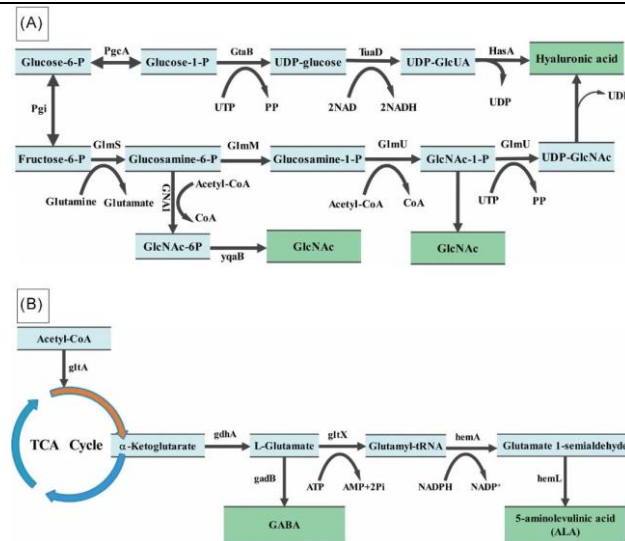 (A)
PgcA GtaB TuaD HasA
Glucose-6-P Glucose-1-P UDP-glucose UDP-GlcUA Hyaluronic acid
UTP PP 2NAD 2NADH UDP
Pgi UDP
GlmS GlmM GlmU GlmU
Fructose-6-P Glucosamine-6-P Glucosamine-1-P GlcNAc-1-P UDP-GlcNAc
Glutamine Glutamate GNA1 Acetyl-CoA CoA Acetyl-CoA CoA UTP PP
GlcNAc-6P yqaB GlcNAc GlcNAc
(B)
Acetyl-CoA
gltA
TCA Cycle
gdhA gltX hemA
α-Ketoglutarate L-Glutamate Glutamyl-tRNA Glutamate 1-semialdehyde
gadB ATP AMP+2Pi NADPH NADP⁺ hemL
GABA 5-aminolevulinic acid
(ALA)